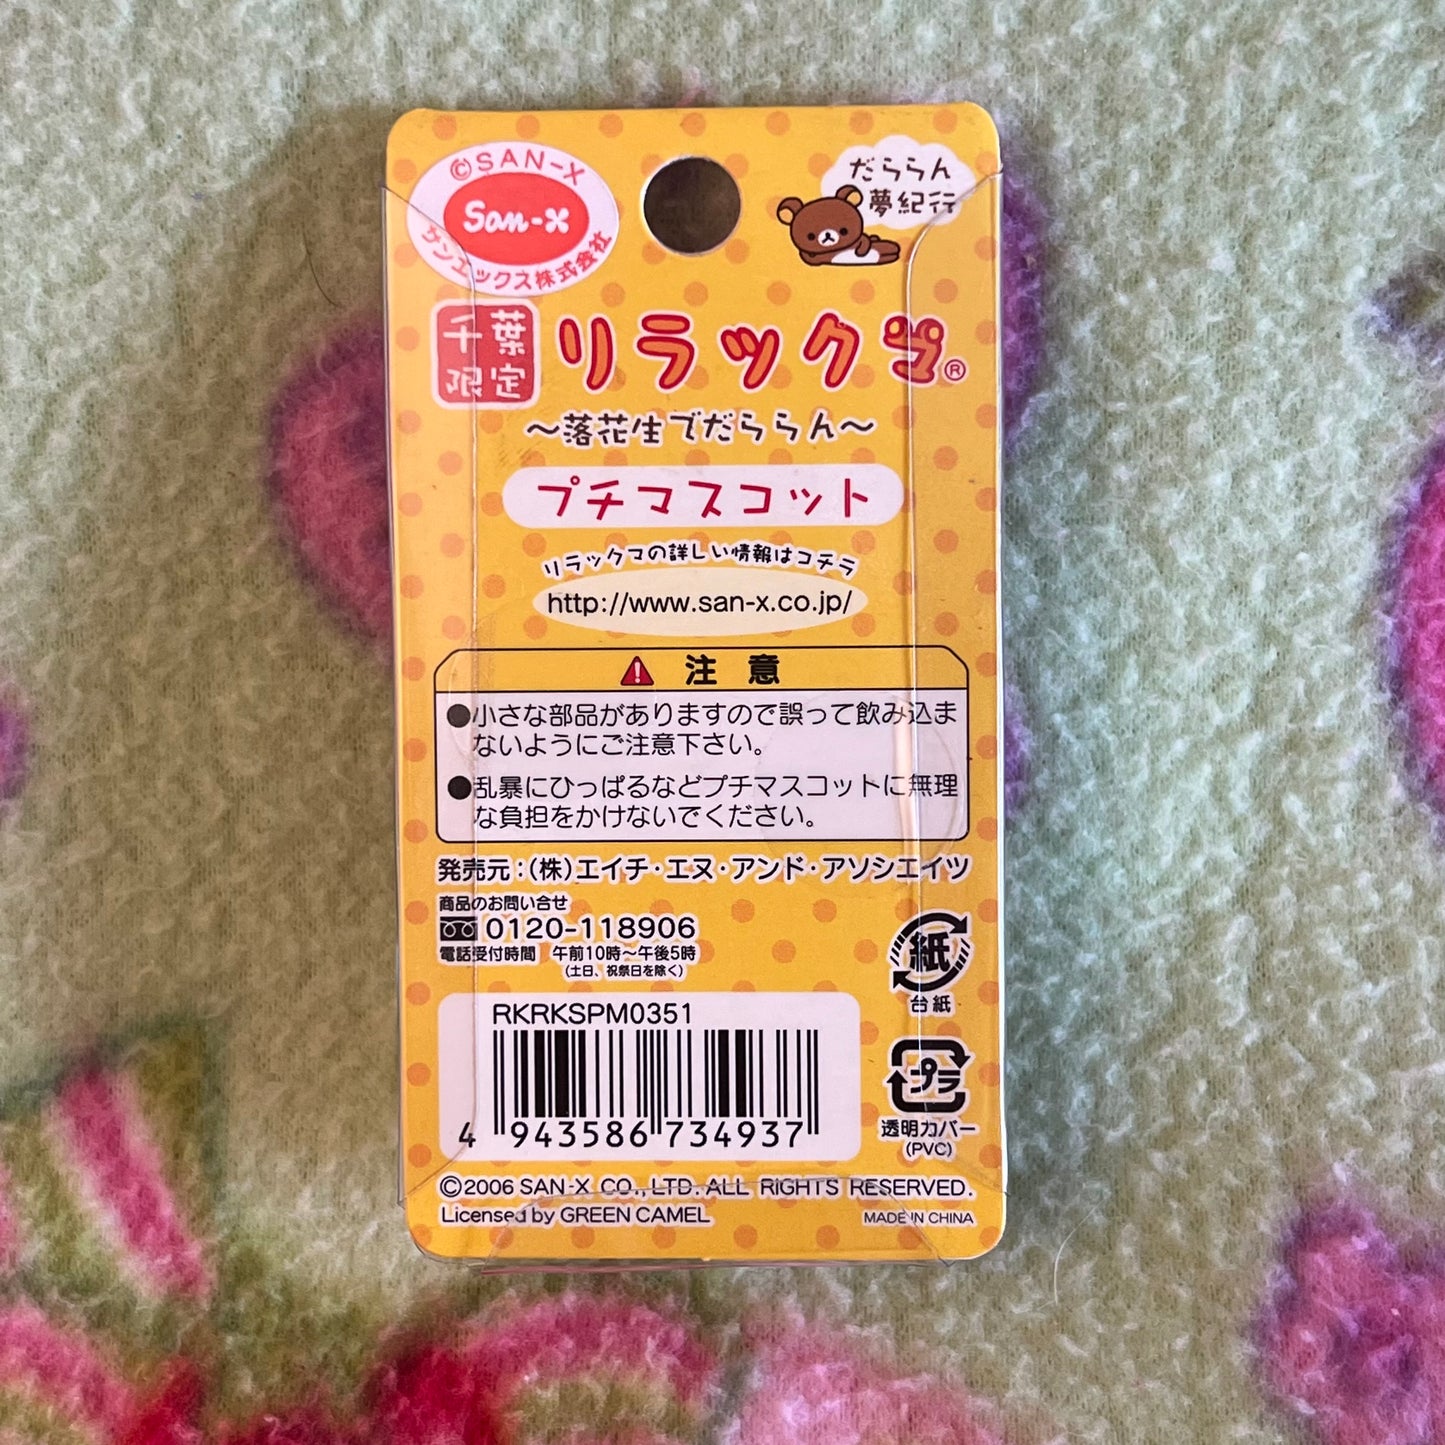 ©SAN-X
San-x
サンエックス株式会社
だららん
夢紀行
千葉
限定
リラックマ®
〜落花生でだららん〜
プチマスコット
リラックマの詳しい情報はコチラ
http://www.san-x.co.jp/
注 意
●小さな部品がありますので誤って飲み込ま
ないようにご注意下さい。
●乱暴にひっぱるなどプチマスコットに無理
な負担をかけないでください。
発売元:(株)エイチ・エヌ・アンド・アソシエイツ
商品のお問い合せ
0120-118906
電話受付時間 午前10時〜午後5時
(土日、祝祭日を除く)
紙
台紙
RKRKSPM0351
4 943586 734937
プラ
透明カバー
(PVC)
©2006 SAN-X CO., LTD. ALL RIGHTS RESERVED.
Licensed by GREEN CAMEL
MADE IN CHINA